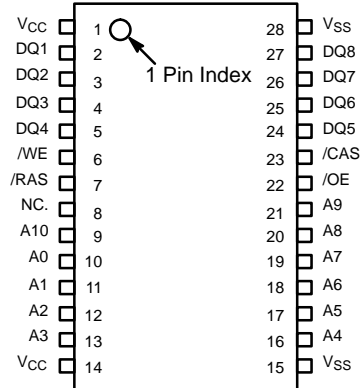 VCC 1 28 VSS
DQ1 2 27 DQ8
DQ2 3 1 Pin Index 26 DQ7
DQ3 4 25 DQ6
DQ4 5 24 DQ5
/WE 6 23 /CAS
/RAS 7 22 /OE
NC. 8 21 A9
A10 9 20 A8
A0 10 19 A7
A1 11 18 A6
A2 12 17 A5
A3 13 16 A4
VCC 14 15 VSS